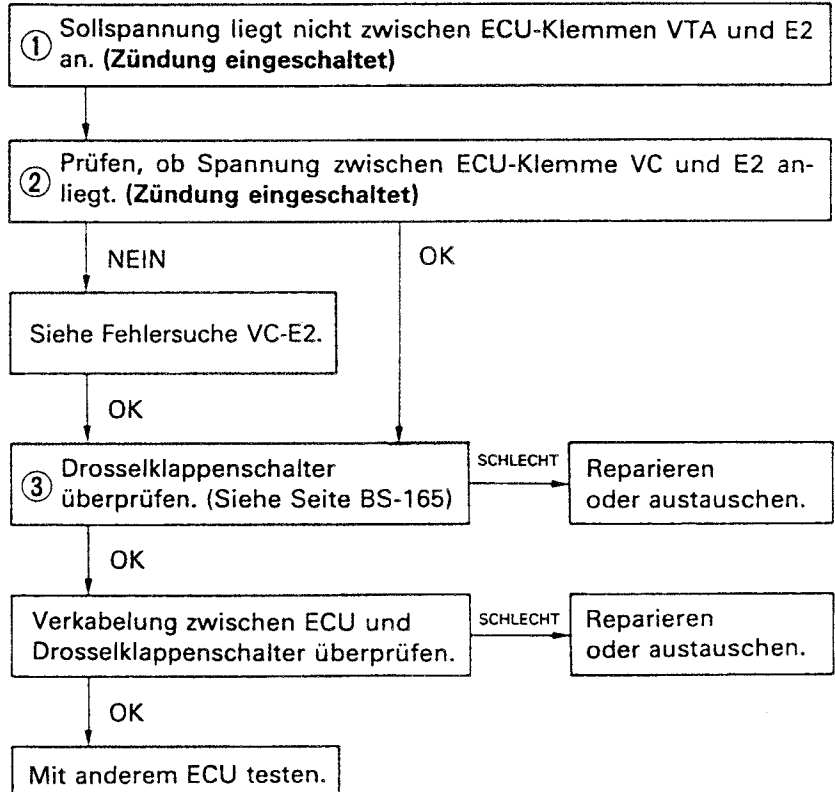 ① Sollspannung liegt nicht zwischen ECU-Klemmen VTA und E2
an. (Zündung eingeschaltet)
② Prüfen, ob Spannung zwischen ECU-Klemme VC und E2 an-
liegt. (Zündung eingeschaltet)
NEIN
OK
Siehe Fehlersuche VC-E2.
OK
③ Drosselklappenschalter
überprüfen. (Siehe Seite BS-165)
SCHLECHT
Reparieren
oder austauschen.
OK
Verkabelung zwischen ECU und
Drosselklappenschalter überprüfen.
SCHLECHT
Reparieren
oder austauschen.
OK
Mit anderem ECU testen.